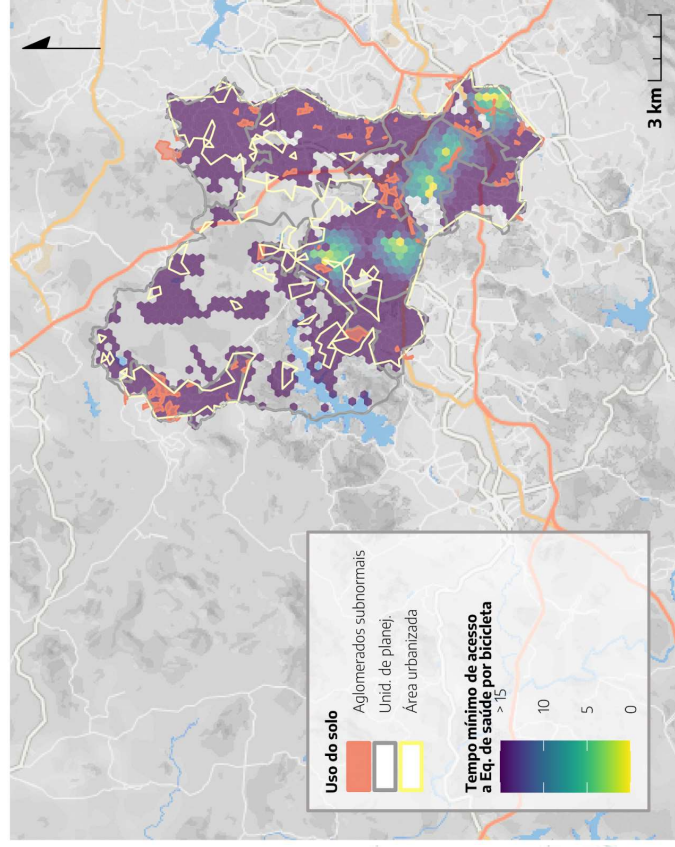 Uso do solo
Aglomerados subnormais
Unid. de planej.
Área urbanizada
Tempo mínimo de acesso
a Eq. de saúde por bicicleta
> 15
10
5
0
3 km